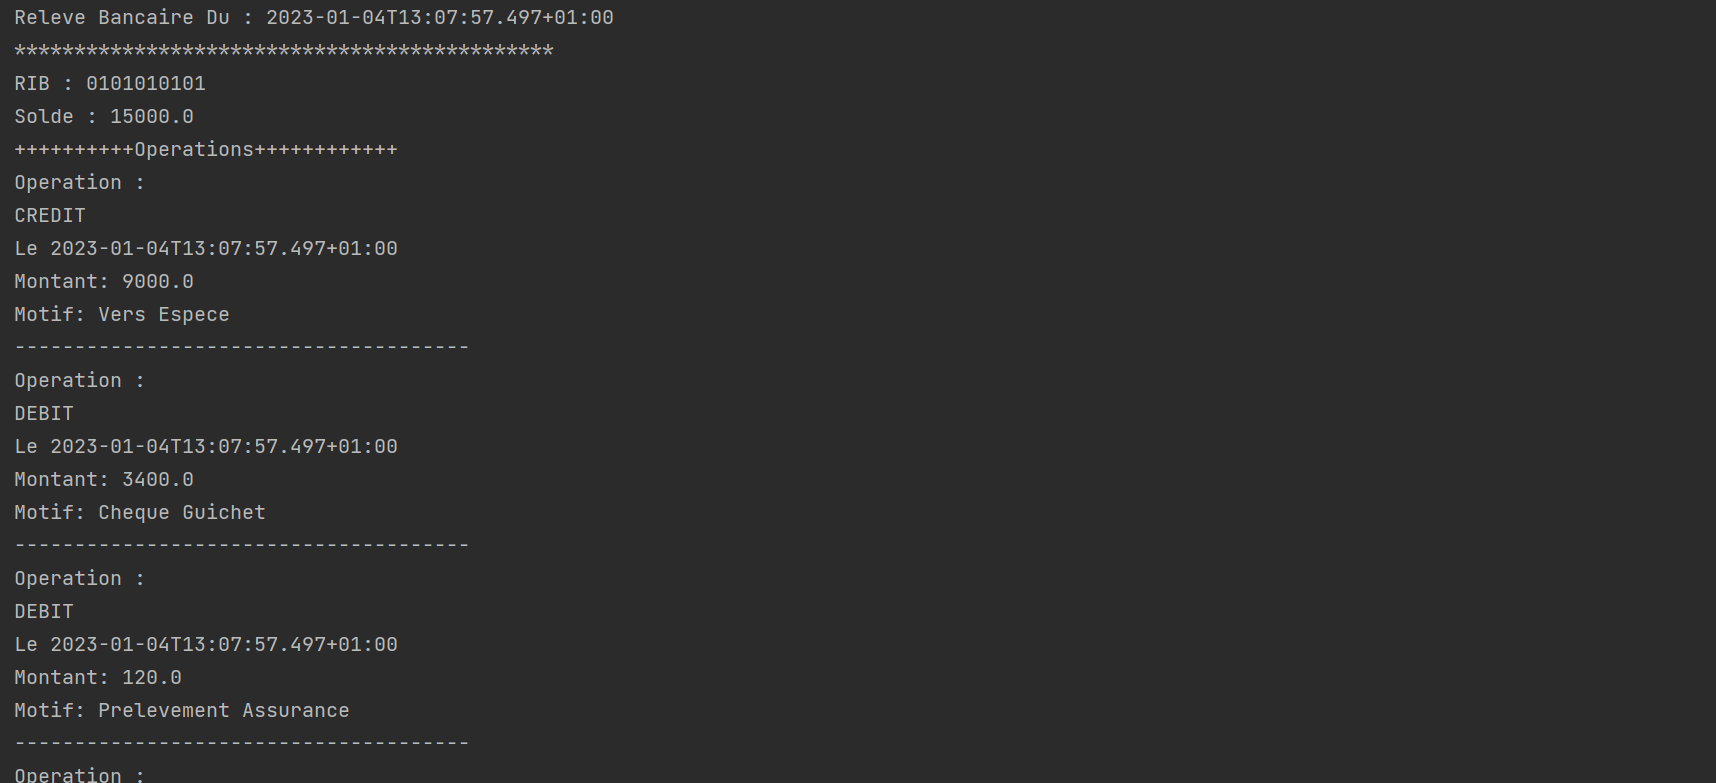 Releve Bancaire Du : 2023-01-04T13:07:57.497+01:00
*********************************************
RIB : 0101010101
Solde : 15000.0
++++++++++Operations++++++++++++
Operation :
CREDIT
Le 2023-01-04T13:07:57.497+01:00
Montant: 9000.0
Motif: Vers Espece
--------------------------------------
Operation :
DEBIT
Le 2023-01-04T13:07:57.497+01:00
Montant: 3400.0
Motif: Cheque Guichet
--------------------------------------
Operation :
DEBIT
Le 2023-01-04T13:07:57.497+01:00
Montant: 120.0
Motif: Prelevement Assurance
--------------------------------------
Operation :